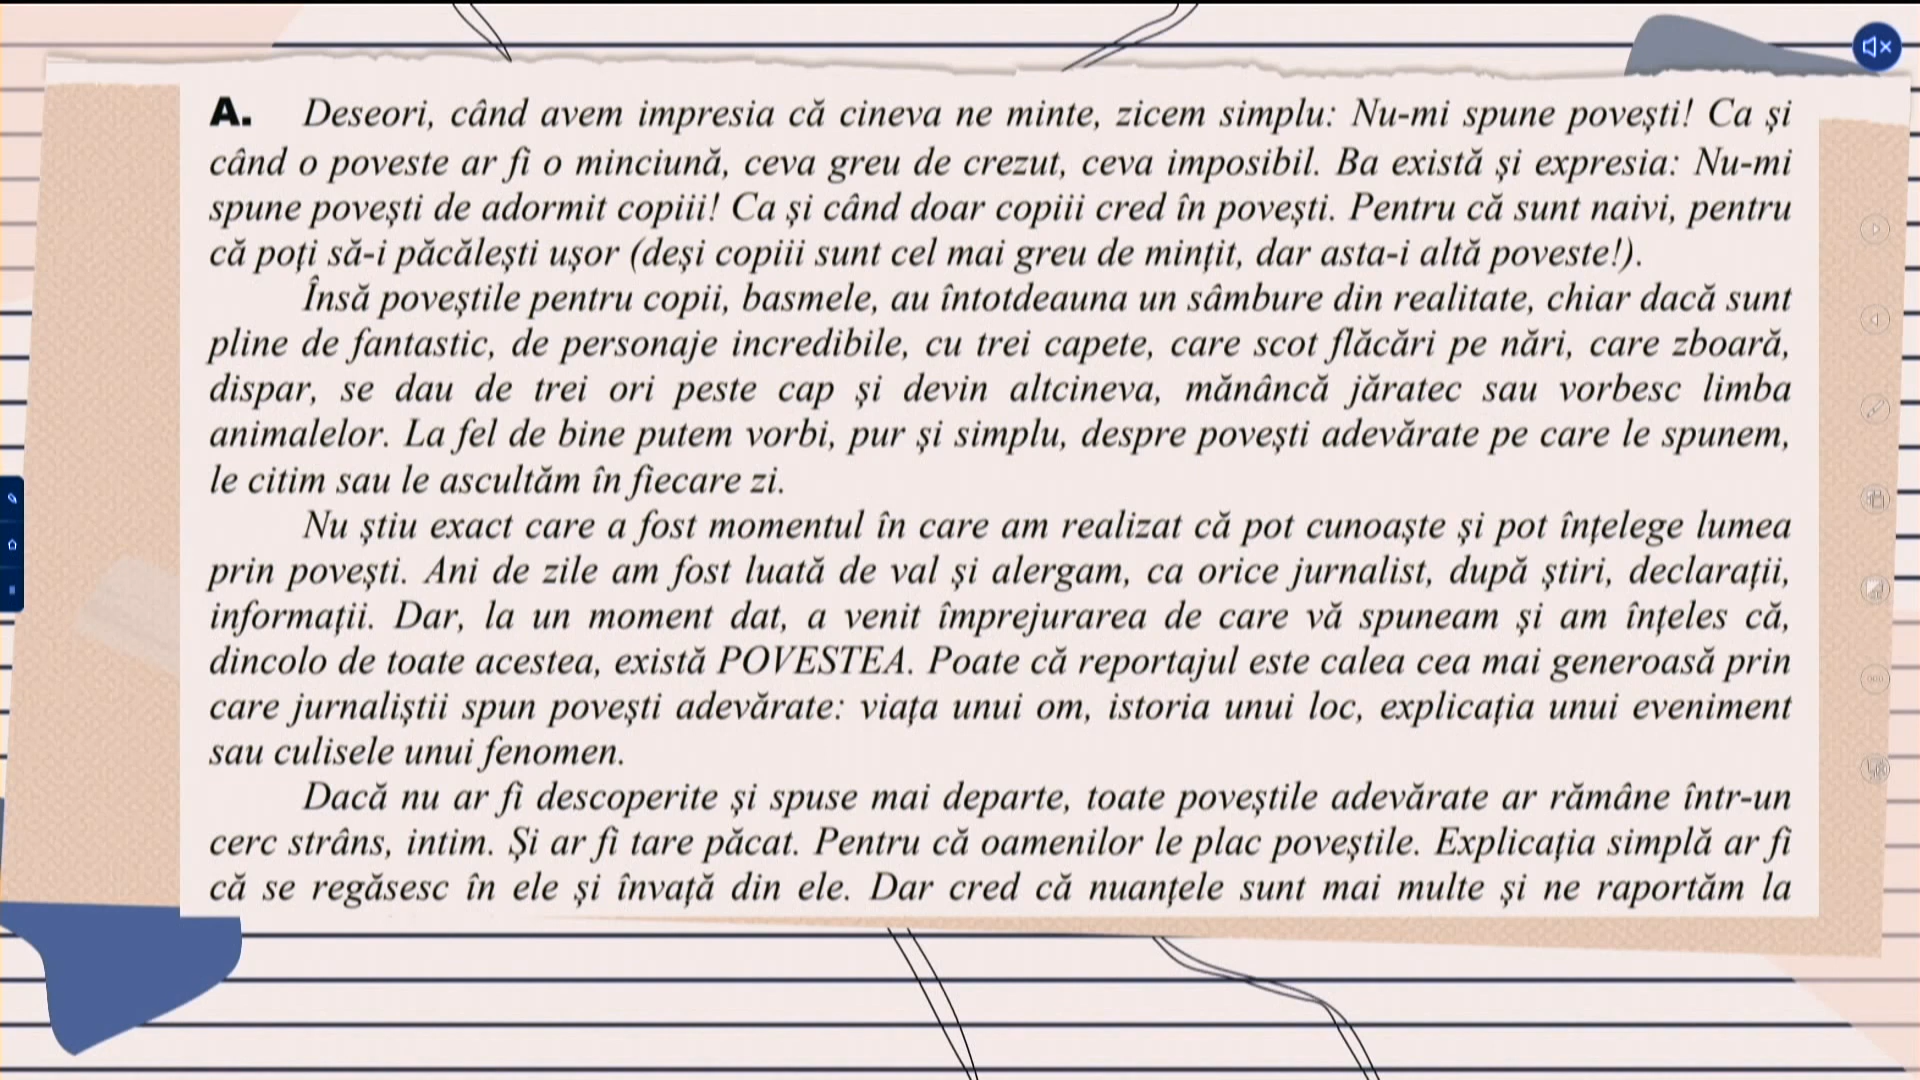 A. Deseori, când avem impresia că cineva ne minte, zicem simplu: Nu-mi spune povești! Ca și
când o poveste ar fi o minciună, ceva greu de crezut, ceva imposibil. Ba există și expresia: Nu-mi
spune povești de adormit copiii! Ca și când doar copiii cred în povești. Pentru că sunt naivi, pentru
că poți să-i păcălești ușor (deși copiii sunt cel mai greu de mințit, dar asta-i altă poveste!).
Însă poveștile pentru copii, basmele, au întotdeauna un sâmbure din realitate, chiar dacă sunt
pline de fantastic, de personaje incredibile, cu trei capete, care scot flăcări pe nări, care zboară,
dispar, se dau de trei ori peste cap și devin altcineva, mănâncă jăratec sau vorbesc limba
animalelor. La fel de bine putem vorbi, pur și simplu, despre povești adevărate pe care le spunem,
le citim sau le ascultăm în fiecare zi.
Nu știu exact care a fost momentul în care am realizat că pot cunoaște și pot înțelege lumea
prin povești. Ani de zile am fost luată de val și alergam, ca orice jurnalist, după știri, declarații,
informații. Dar, la un moment dat, a venit împrejurarea de care vă spuneam și am înțeles că,
dincolo de toate acestea, există POVESTEA. Poate că reportajul este calea cea mai generoasă prin
care jurnaliștii spun povești adevărate: viața unui om, istoria unui loc, explicația unui eveniment
sau culisele unui fenomen.
Dacă nu ar fi descoperite și spuse mai departe, toate poveștile adevărate ar rămâne într-un
cerc strâns, intim. Și ar fi tare păcat. Pentru că oamenilor le plac poveștile. Explicația simplă ar fi
că se regăsesc în ele și învață din ele. Dar cred că nuanțele sunt mai multe și ne raportăm la